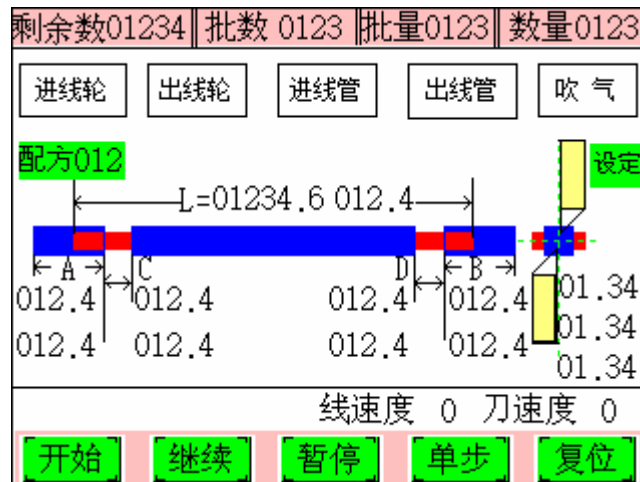 剩余数01234 批数 0123 批量0123 数量0123
进线轮 出线轮 进线管 出线管 吹 气
配方012 设定
L=01234.6 012.4
A C D B
012.4 012.4 012.4 012.4 01.34
012.4 012.4 012.4 012.4 01.34
01.34
线速度 0 刀速度 0
开始 继续 暂停 单步 复位